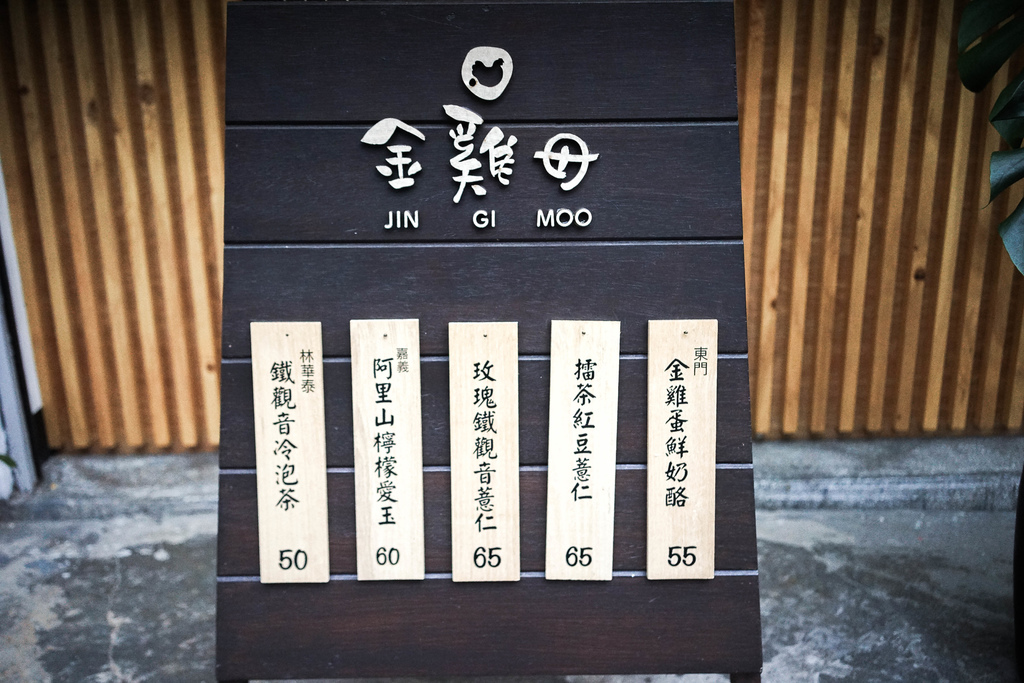 金雞母
JIN GI MOO
東門
金雞蛋鮮奶酪
55
擂茶紅豆薏仁
65
玫瑰鐵觀音薏仁
65
嘉義
阿里山檸檬愛玉
60
林華泰
鐵觀音冷泡茶
50